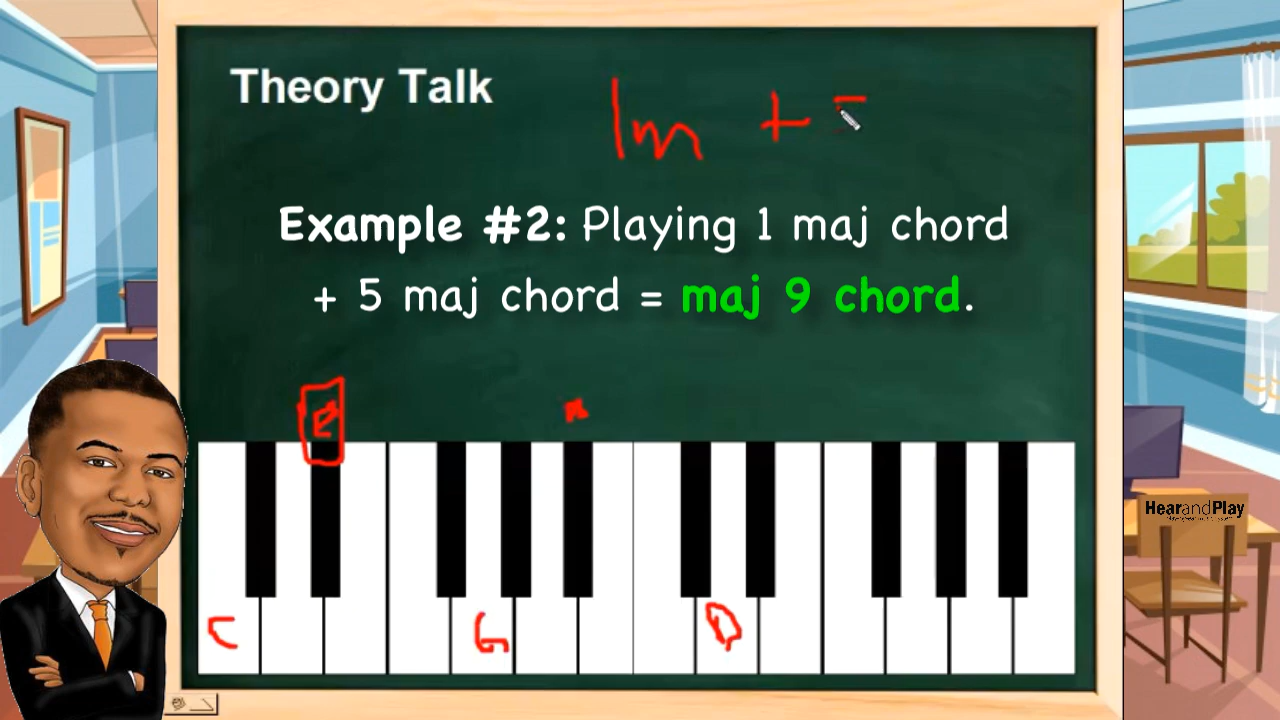 Theory Talk
1m + 5
Example #2: Playing 1 maj chord
+ 5 maj chord = maj 9 chord.
E
HearandPlay
C G D